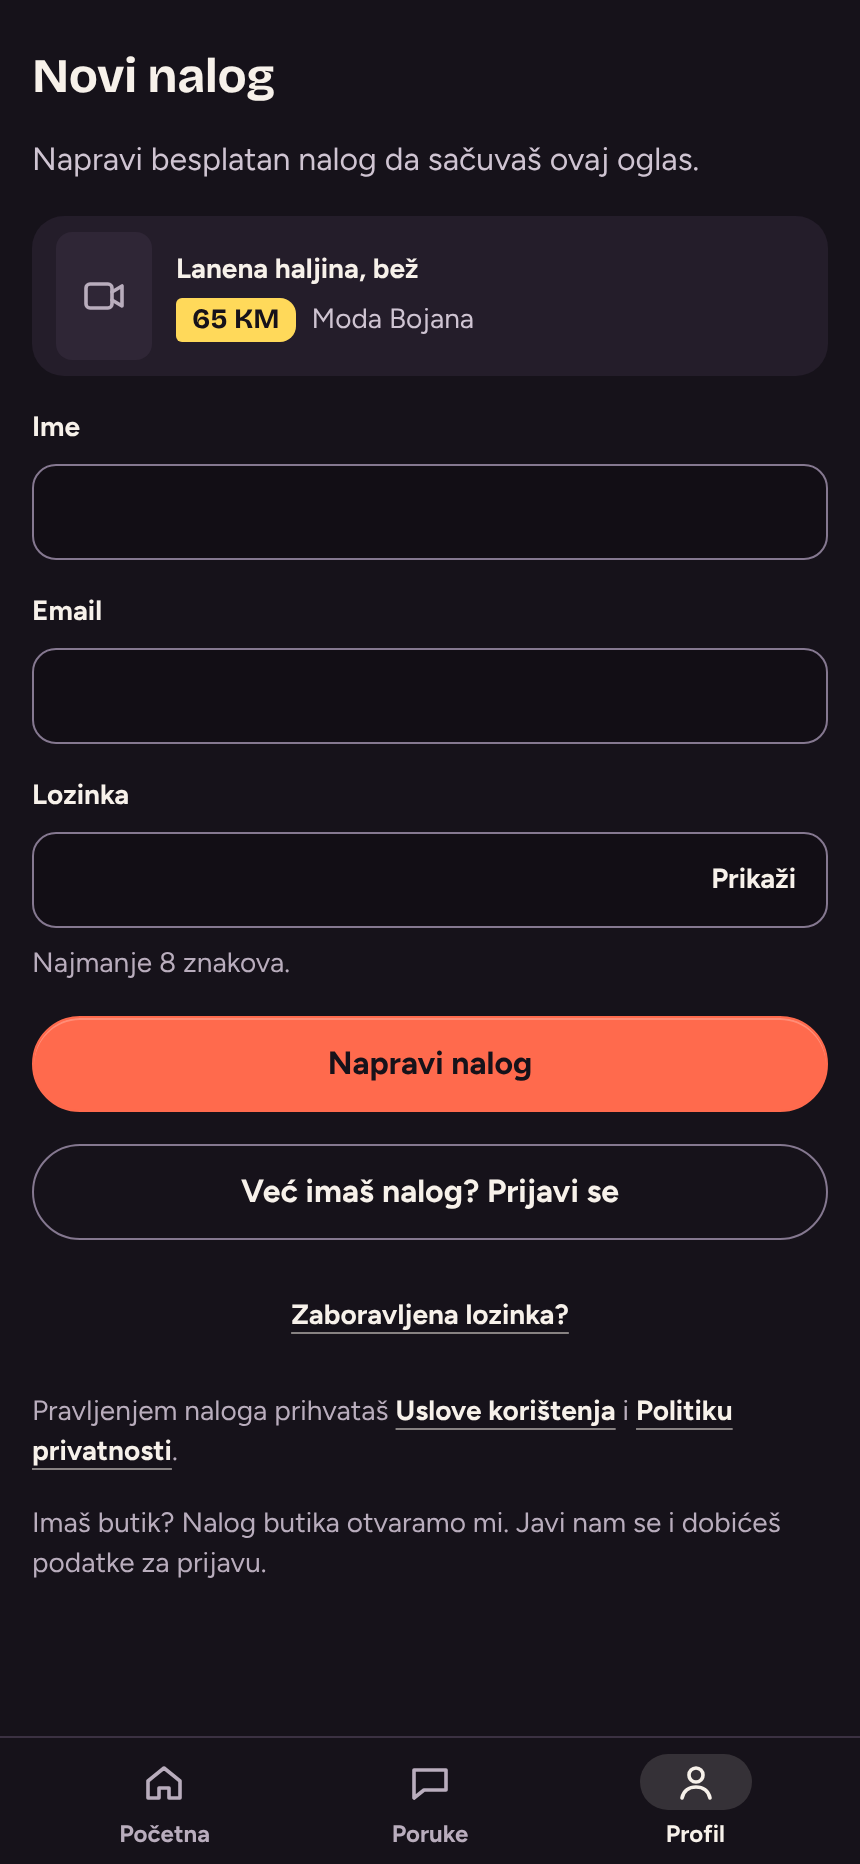 Novi nalog
Napravi besplatan nalog da sačuvaš ovaj oglas.
Lanena haljina, bež
65 KM Moda Bojana
Ime
Email
Lozinka
Prikaži
Najmanje 8 znakova.
Napravi nalog
Već imaš nalog? Prijavi se
Zaboravljena lozinka?
Pravljenjem naloga prihvataš Uslove korištenja i Politiku
privatnosti.
Imaš butik? Nalog butika otvaramo mi. Javi nam se i dobićeš
podatke za prijavu.
Početna Poruke Profil